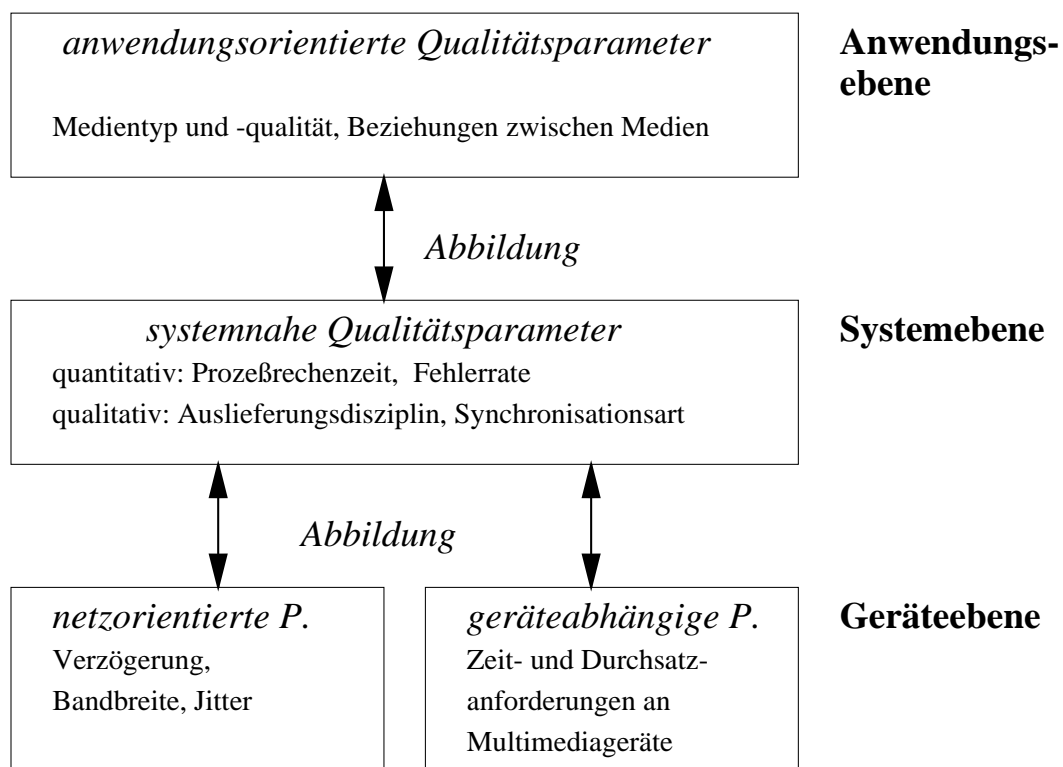 anwendungsorientierte Qualitätsparameter
Medientyp und -qualität, Beziehungen zwischen Medien
Anwendungs-
ebene
Abbildung
systemnahe Qualitätsparameter
quantitativ: Prozeßrechenzeit, Fehlerrate
qualitativ: Auslieferungsdisziplin, Synchronisationsart
Systemebene
Abbildung
netzorientierte P.
Verzögerung,
Bandbreite, Jitter
geräteabhängige P.
Zeit- und Durchsatz-
anforderungen an
Multimediageräte
Geräteebene